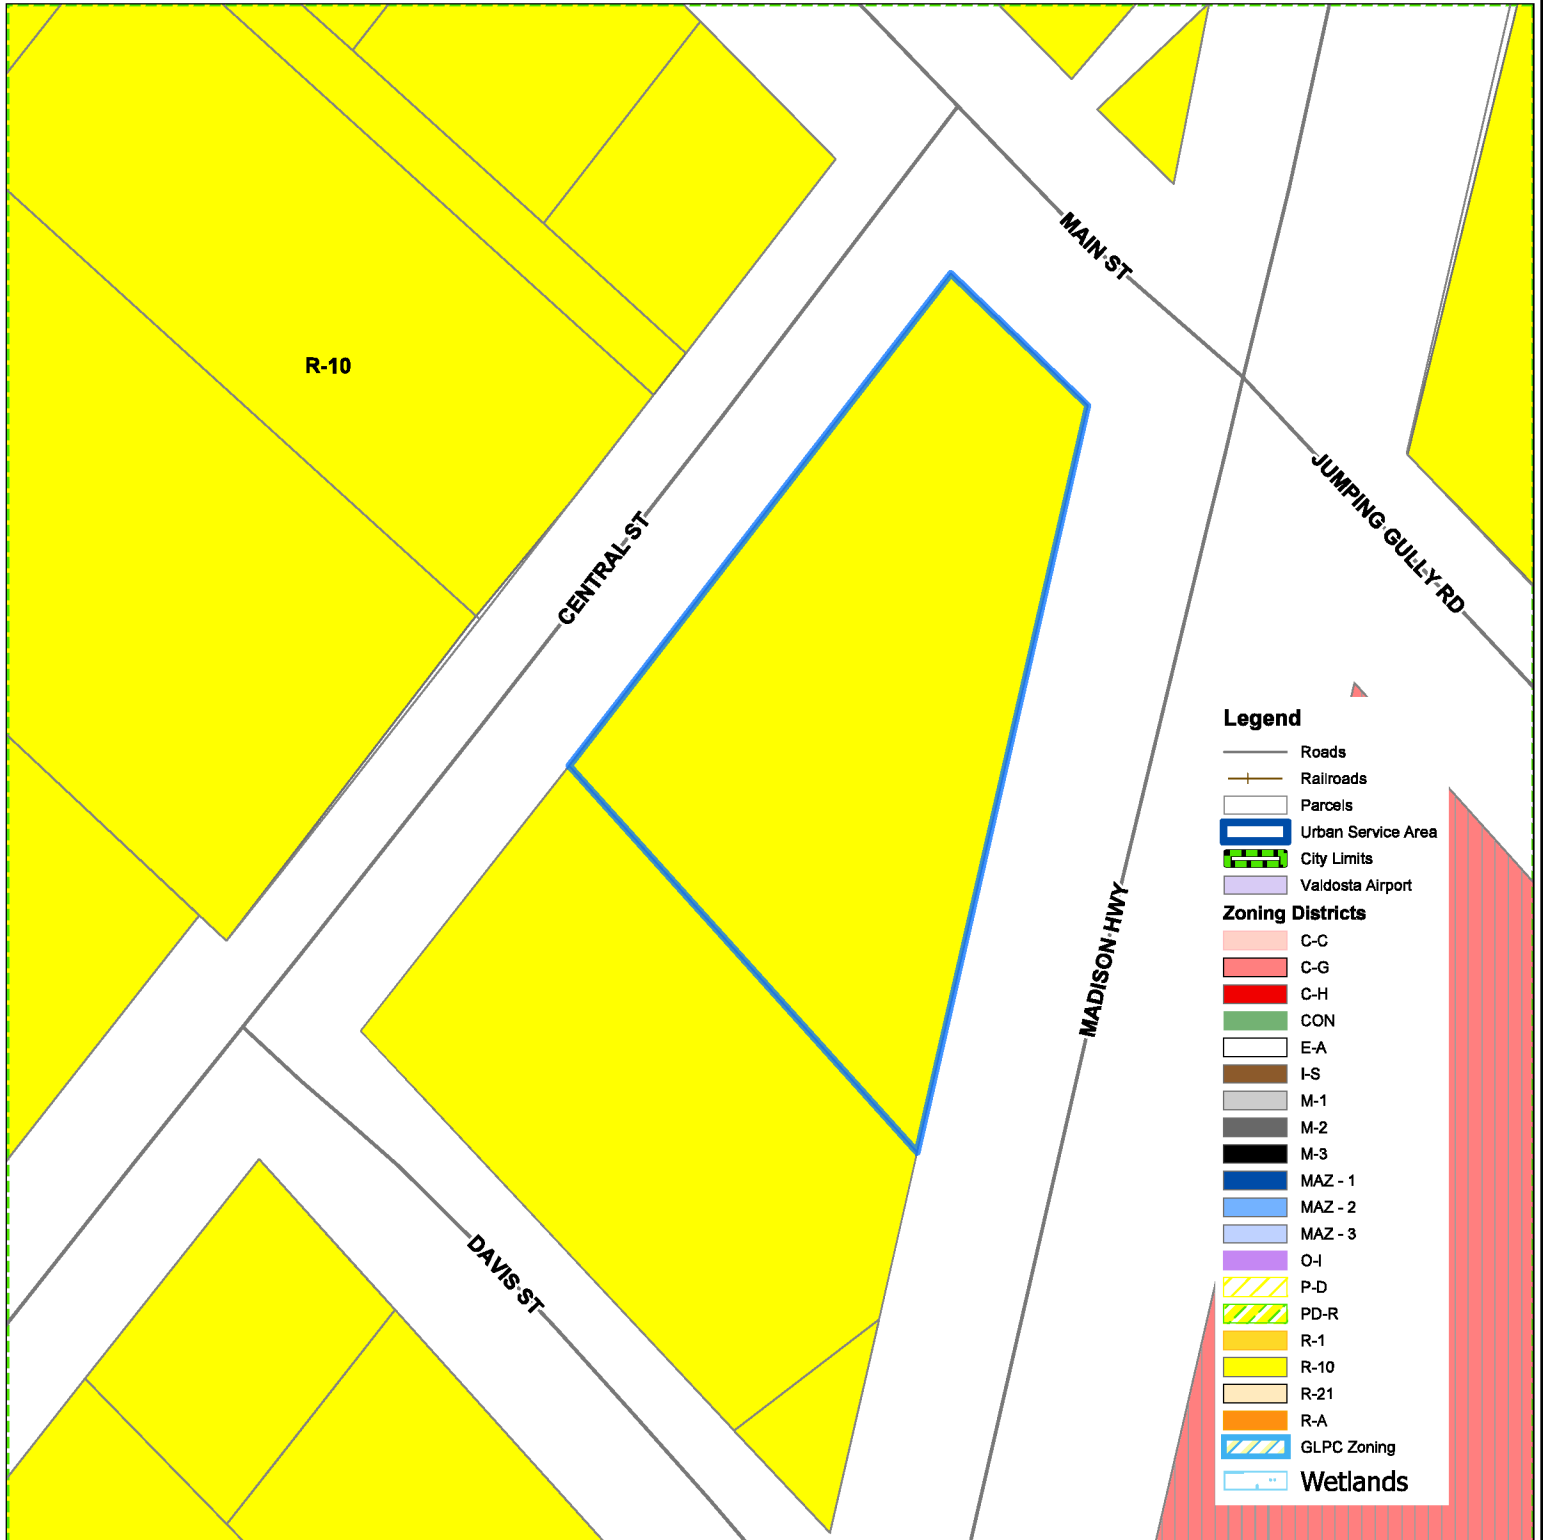 MAIN ST
R-10
JUMPING GULLY RD
CENTRAL ST
MADISON HWY
DAVIS ST
Legend
Roads
Railroads
Parcels
Urban Service Area
City Limits
Valdosta Airport
Zoning Districts
C-C
C-G
C-H
CON
E-A
I-S
M-1
M-2
M-3
MAZ - 1
MAZ - 2
MAZ - 3
O-I
P-D
PD-R
R-1
R-10
R-21
R-A
GLPC Zoning
Wetlands